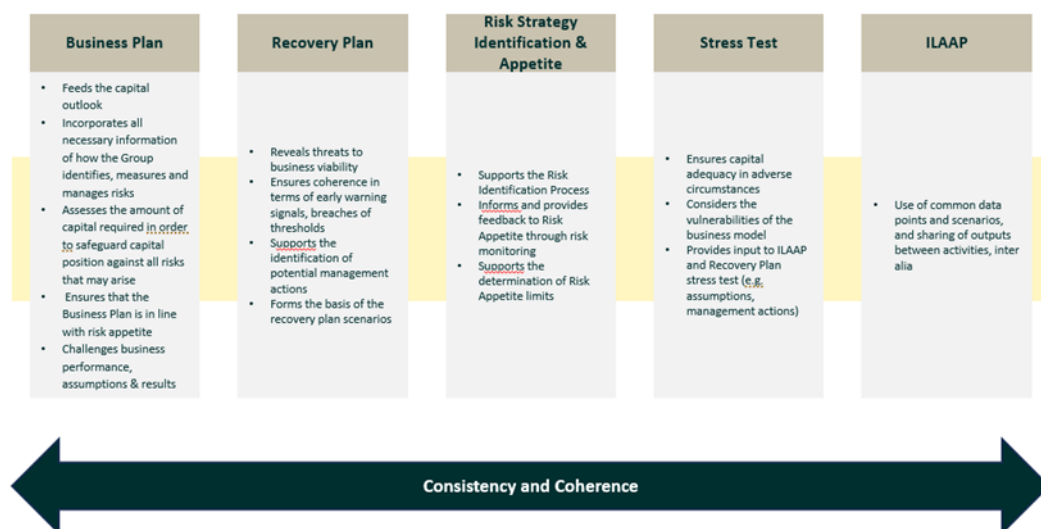 Business Plan
• Feeds the capital
outlook
• Incorporates all
necessary information
of how the Group
identifies, measures and
manages risks
• Assesses the amount of
capital required in order
to safeguard capital
position against all risks
that may arise
• Ensures that the
Business Plan is in line
with risk appetite
• Challenges business
performance,
assumptions & results
Recovery Plan
• Reveals threats to
business viability
• Ensures coherence in
terms of early warning
signals, breaches of
thresholds
• Supports the
identification of
potential management
actions
• Forms the basis of the
recovery plan scenarios
Risk Strategy
Identification &
Appetite
• Supports the Risk
Identification Process
• Informs and provides
feedback to Risk
Appetite through risk
monitoring
• Supports the
determination of Risk
Appetite limits
Stress Test
• Ensures capital
adequacy in adverse
circumstances
• Considers the
vulnerabilities of the
business model
• Provides input to ILAAP
and Recovery Plan
stress test (e.g.
assumptions,
management actions)
ILAAP
• Use of common data
points and scenarios,
and sharing of outputs
between activities, inter
alia
Consistency and Coherence